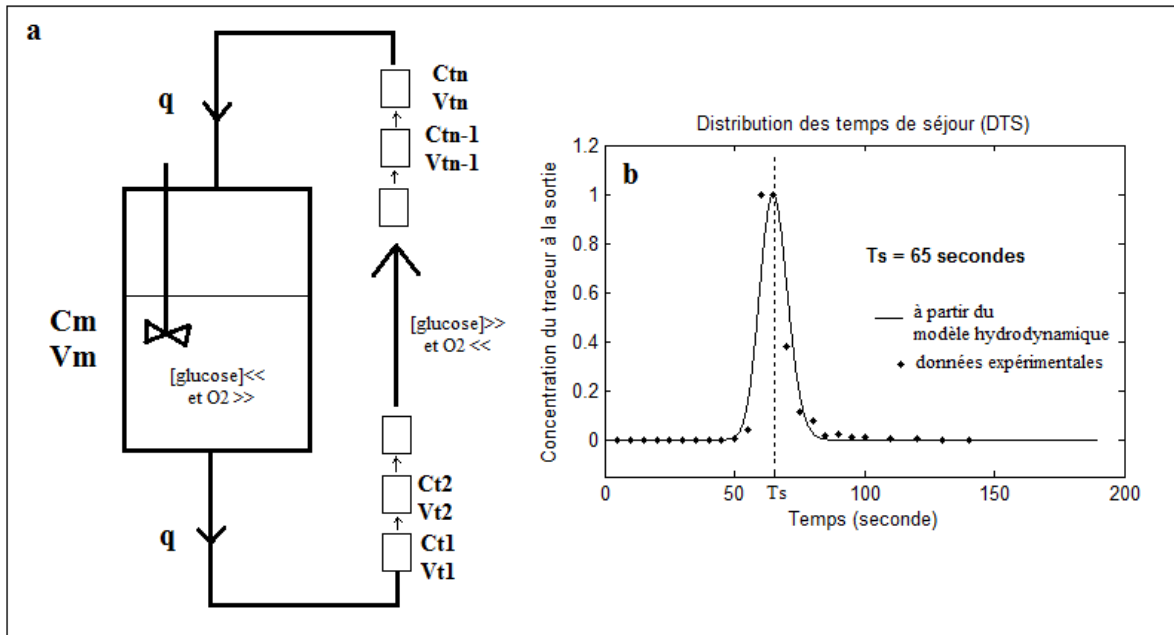 a
Ctn
Vtn
q
Ctn-1
Vtn-1
Cm
Vm
[glucose]<<
et O2 >>
[glucose]>>
et O2 <<
Ct2
Vt2
Ct1
Vt1
q
Distribution des temps de séjour (DTS)
b
Concentration du traceur à la sortie
1.2
1
0.8
0.6
0.4
0.2
0
Ts = 65 secondes
à partir du
modèle hydrodynamique
données expérimentales
0
50
Ts
100
150
200
Temps (seconde)